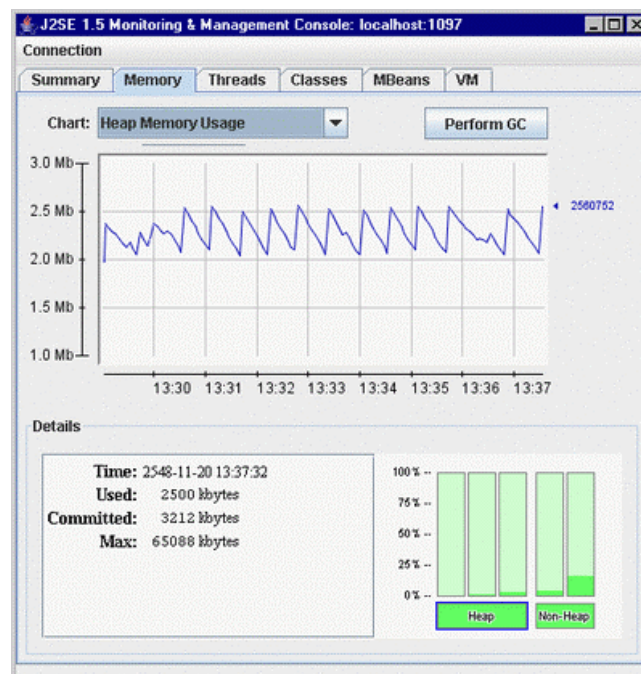 J2SE 1.5 Monitoring & Management Console: localhost:1097
Connection
Summary Memory Threads Classes MBeans VM
Chart: Heap Memory Usage Perform GC
3.0 Mb
2.5 Mb
2560752
2.0 Mb
1.5 Mb
1.0 Mb
13:30 13:31 13:32 13:33 13:34 13:35 13:36 13:37
Details
Time: 2548-11-20 13:37:32
Used: 2500 kbytes
Committed: 3212 kbytes
Max: 65088 kbytes
100% --
75% --
50% --
25% --
0% --
Heap Non-Heap